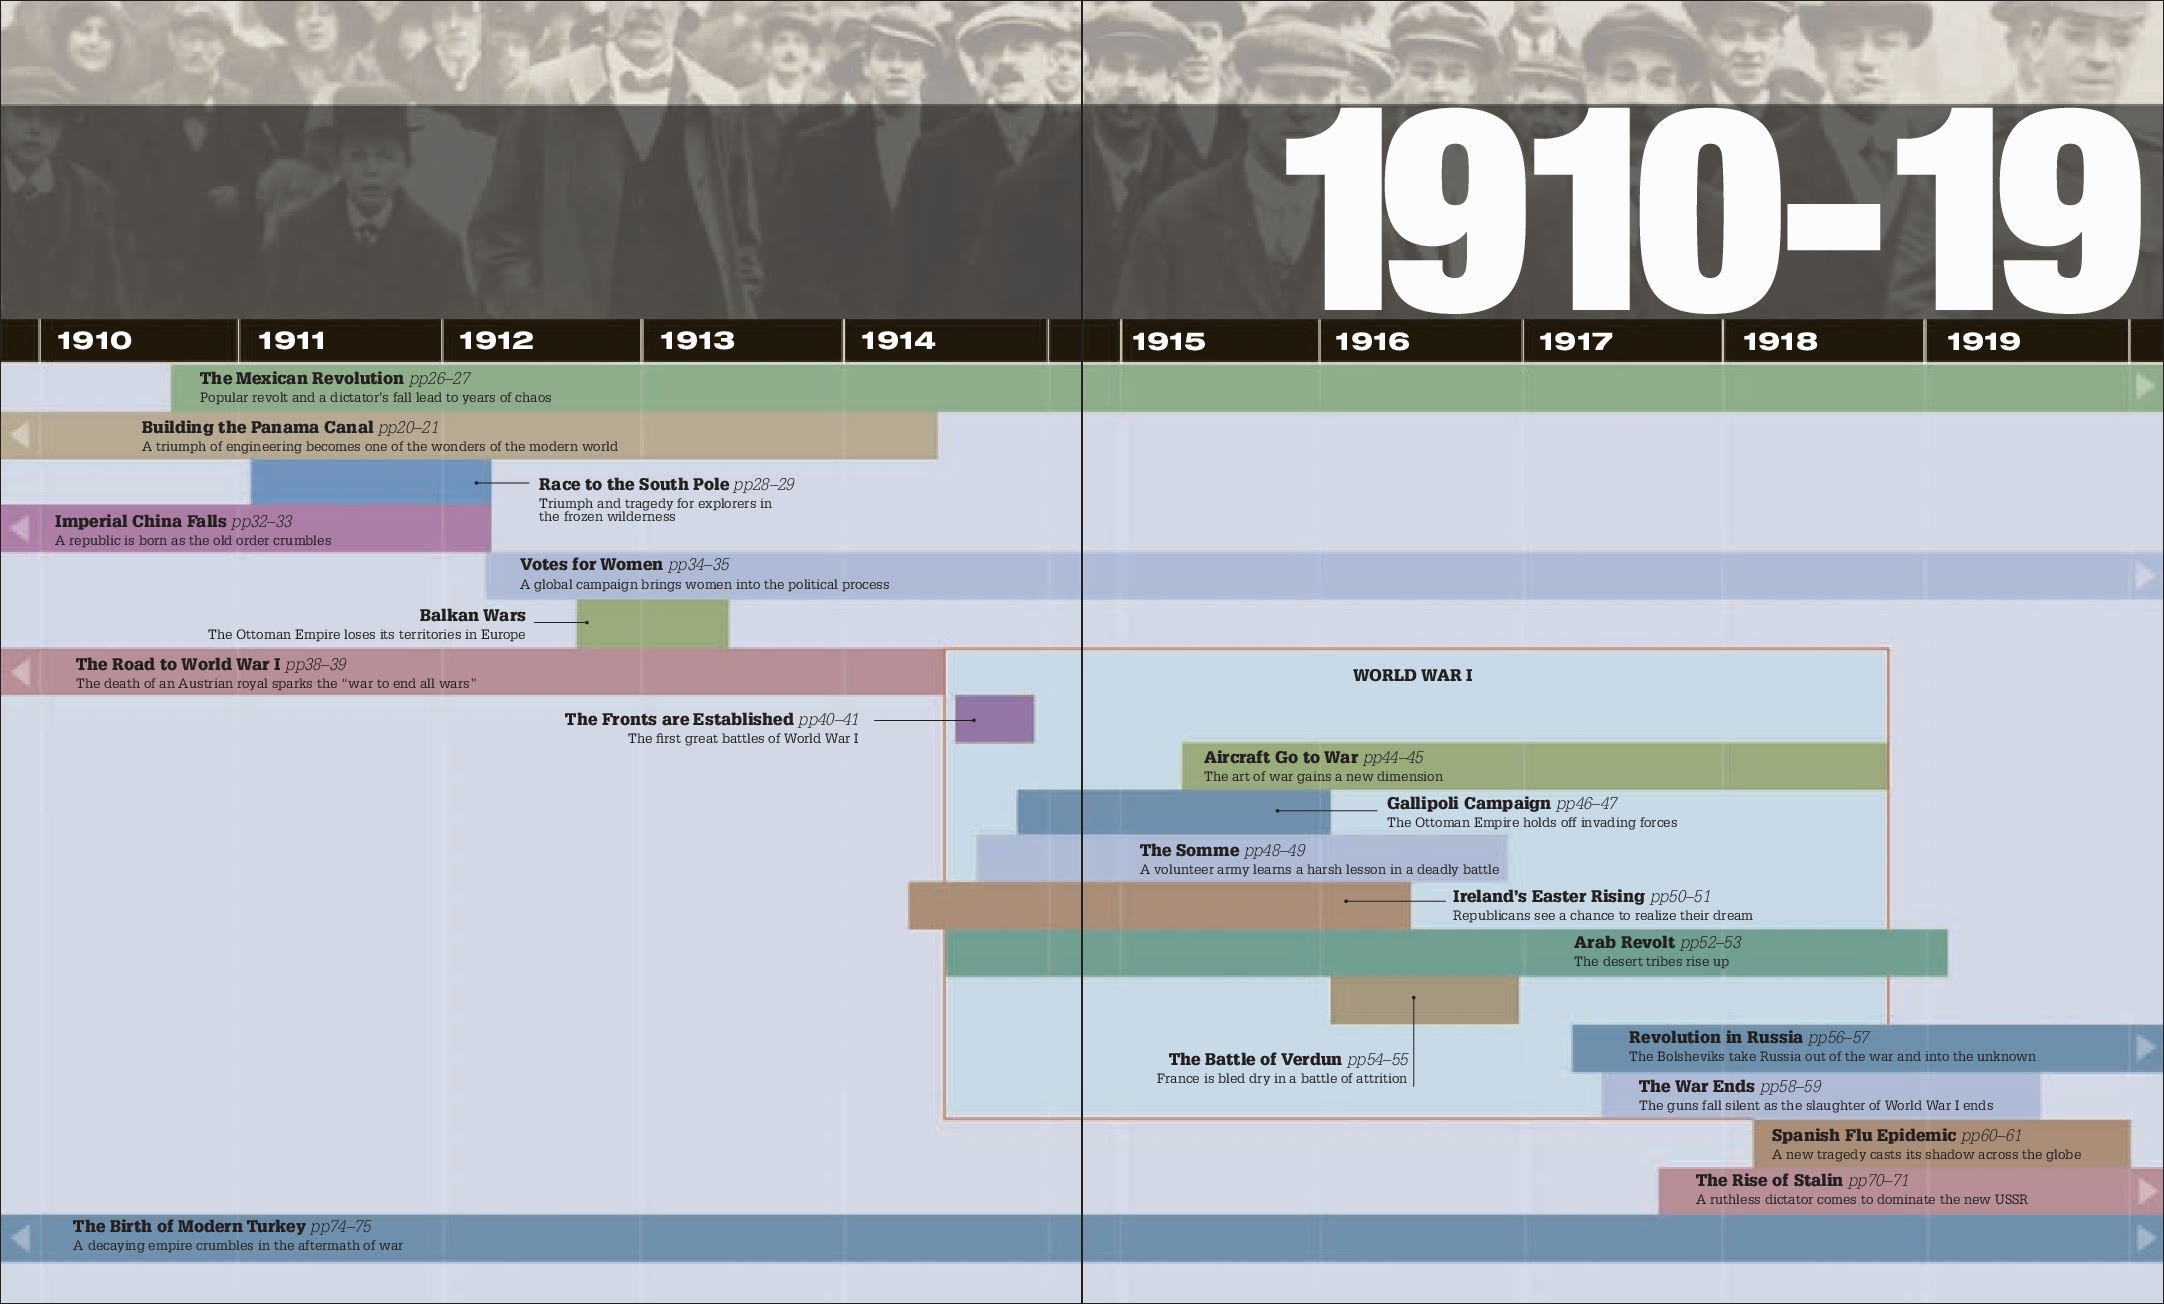 1910–19
1910 1911 1912 1913 1914 1915 1916 1917 1918 1919
The Mexican Revolution pp26–27
Popular revolt and a dictator's fall lead to years of chaos
Building the Panama Canal pp20–21
A triumph of engineering becomes one of the wonders of the modern world
Race to the South Pole pp28–29
Triumph and tragedy for explorers in
the frozen wilderness
Imperial China Falls pp32–33
A republic is born as the old order crumbles
Votes for Women pp34–35
A global campaign brings women into the political process
Balkan Wars
The Ottoman Empire loses its territories in Europe
The Road to World War I pp38–39
The death of an Austrian royal sparks the “war to end all wars”
WORLD WAR I
The Fronts are Established pp40–41
The first great battles of World War I
Aircraft Go to War pp44–45
The art of war gains a new dimension
Gallipoli Campaign pp46–47
The Ottoman Empire holds off invading forces
The Somme pp48–49
A volunteer army learns a harsh lesson in a deadly battle
Ireland's Easter Rising pp50–51
Republicans see a chance to realize their dream
Arab Revolt pp52–53
The desert tribes rise up
The Battle of Verdun pp54–55
France is bled dry in a battle of attrition
Revolution in Russia pp56–57
The Bolsheviks take Russia out of the war and into the unknown
The War Ends pp58–59
The guns fall silent as the slaughter of World War I ends
Spanish Flu Epidemic pp60–61
A new tragedy casts its shadow across the globe
The Rise of Stalin pp70–71
A ruthless dictator comes to dominate the new USSR
The Birth of Modern Turkey pp74–75
A decaying empire crumbles in the aftermath of war